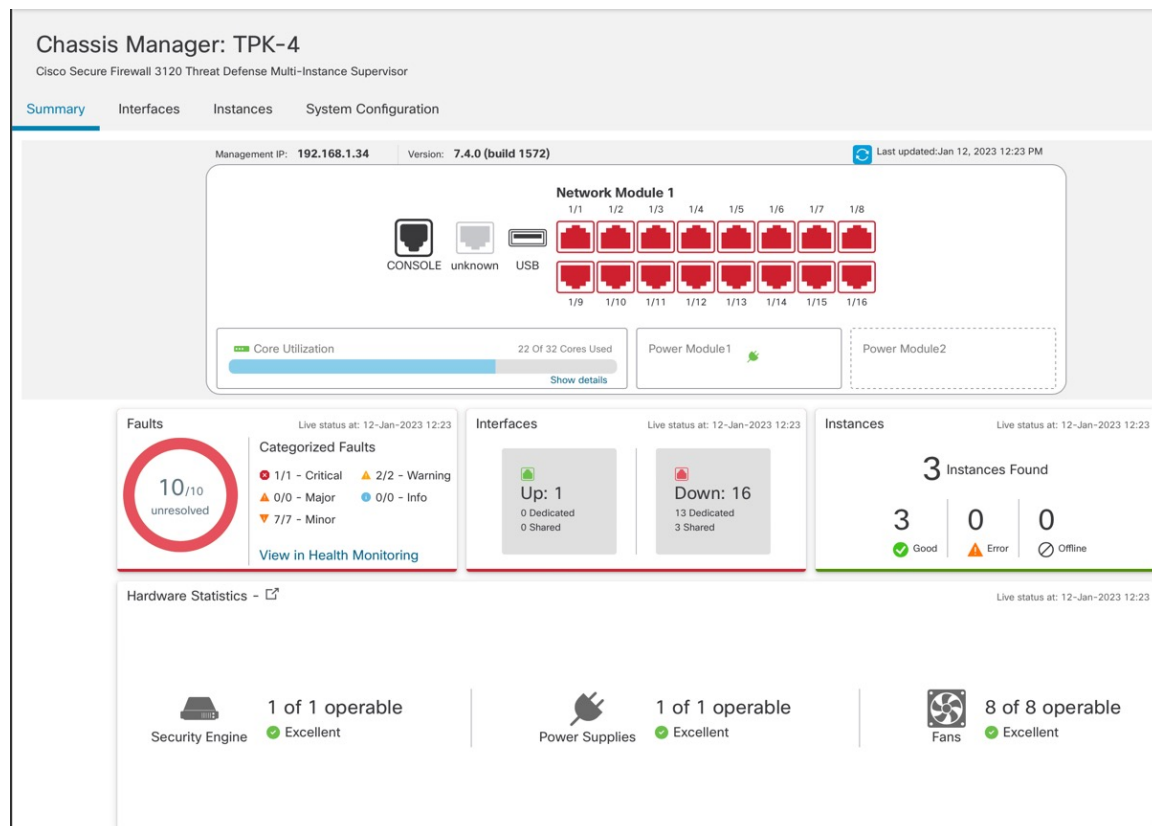 Chassis Manager: TPK-4
Cisco Secure Firewall 3120 Threat Defense Multi-Instance Supervisor
Summary Interfaces Instances System Configuration
Management IP: 192.168.1.34 Version: 7.4.0 (build 1572) Last updated:Jan 12, 2023 12:23 PM
Network Module 1
1/1 1/2 1/3 1/4 1/5 1/6 1/7 1/8
CONSOLE unknown USB
1/9 1/10 1/11 1/12 1/13 1/14 1/15 1/16
Core Utilization 22 Of 32 Cores Used
Show details
Power Module1
Power Module2
Faults Live status at: 12-Jan-2023 12:23
10/10
unresolved
Categorized Faults
1/1 - Critical 2/2 - Warning
0/0 - Major 0/0 - Info
7/7 - Minor
View in Health Monitoring
Interfaces Live status at: 12-Jan-2023 12:23
Up: 1
0 Dedicated
0 Shared
Down: 16
13 Dedicated
3 Shared
Instances Live status at: 12-Jan-2023 12:23
3 Instances Found
3 0 0
Good Error Offline
Hardware Statistics - Live status at: 12-Jan-2023 12:23
Security Engine
1 of 1 operable
Excellent
Power Supplies
1 of 1 operable
Excellent
Fans
8 of 8 operable
Excellent